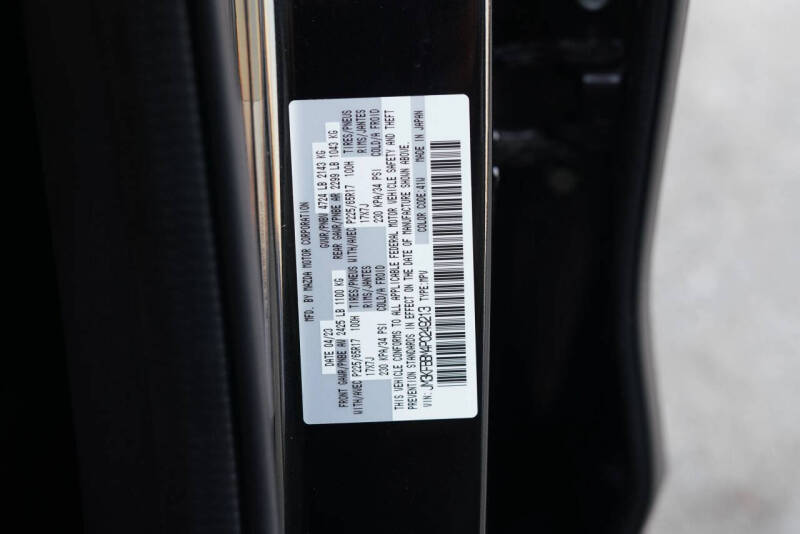 MFD. BY MAZDA MOTOR CORPORATION
DATE 04/23 GVWR/PNBV 4724 LB 2143 KG
FRONT GAWR/PNBE AV 2425 LB 1100 KG REAR GAWR/PNBE AR 2299 LB 1043 KG
WITH/AVEC P225/65R17 100H TIRES/PNEUS WITH/AVEC P225/65R17 100H TIRES/PNEUS
17X7J RIMS/JANTES 17X7J RIMS/JANTES
230 KPA/34 PSI COLD/A FROID 230 KPA/34 PSI COLD/A FROID
THIS VEHICLE CONFORMS TO ALL APPLICABLE FEDERAL MOTOR VEHICLE SAFETY AND THEFT
PREVENTION STANDARDS IN EFFECT ON THE DATE OF MANUFACTURE SHOWN ABOVE.
VIN: JM3KFBBM4P0249213 TYPE:MPV COLOR CODE:41W MADE IN JAPAN